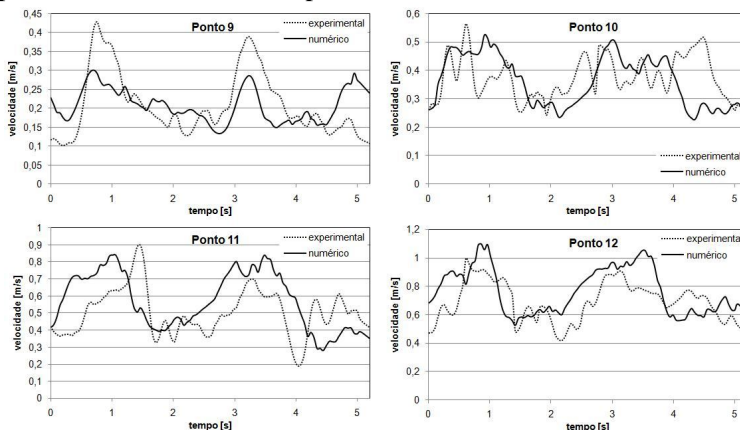 0,45
0,4
0,35
0,3
0,25
0,2
0,15
0,1
0,05
0
velocidade [m/s]
Ponto 9
experimental
numérico
0 1 2 3 4 5
tempo [s]
0,6
0,5
0,4
0,3
0,2
0,1
0
velocidade [m/s]
Ponto 10
experimental
numérico
0 1 2 3 4 5
tempo [s]
1
0,9
0,8
0,7
0,6
0,5
0,4
0,3
0,2
0,1
0
velocidade [m/s]
Ponto 11
experimental
numérico
0 1 2 3 4 5
tempo [s]
1,2
1
0,8
0,6
0,4
0,2
0
velocidade [m/s]
Ponto 12
experimental
numérico
0 1 2 3 4 5
tempo [s]